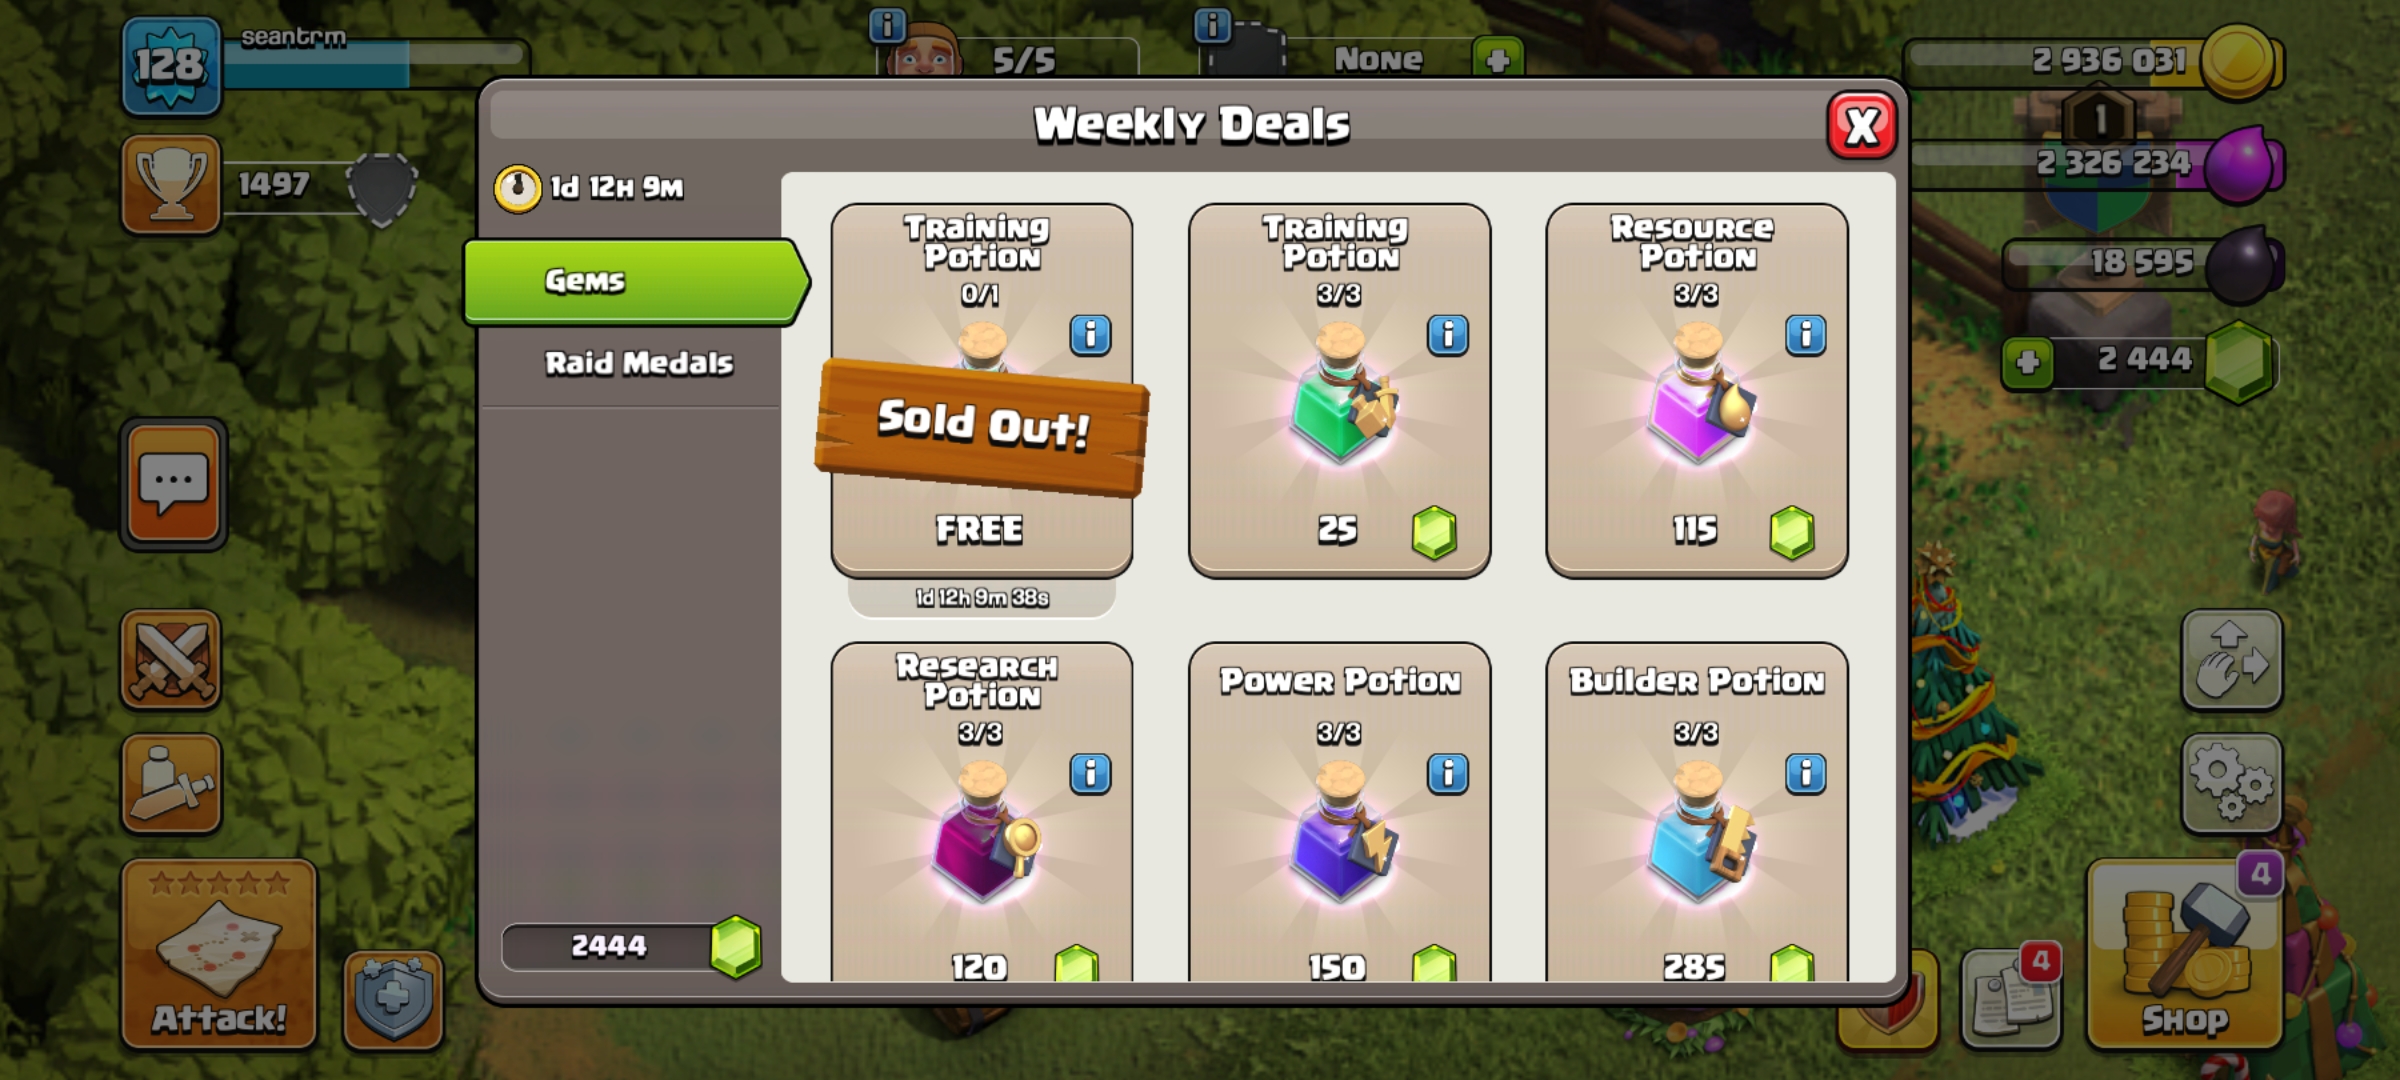 128
seantrm
5/5
None
2 936 031
Weekly Deals
X
1
1497
1d 12H 9M
2 326 234
Gems
Raid Medals
18 595
2 444
Training
Potion
0/1
Sold Out!
FREE
1d 12h 9m 38s
Training
Potion
3/3
25
Resource
Potion
3/3
115
Research
Potion
3/3
120
Power Potion
3/3
150
Builder Potion
3/3
285
2444
Attack!
4
4
Shop